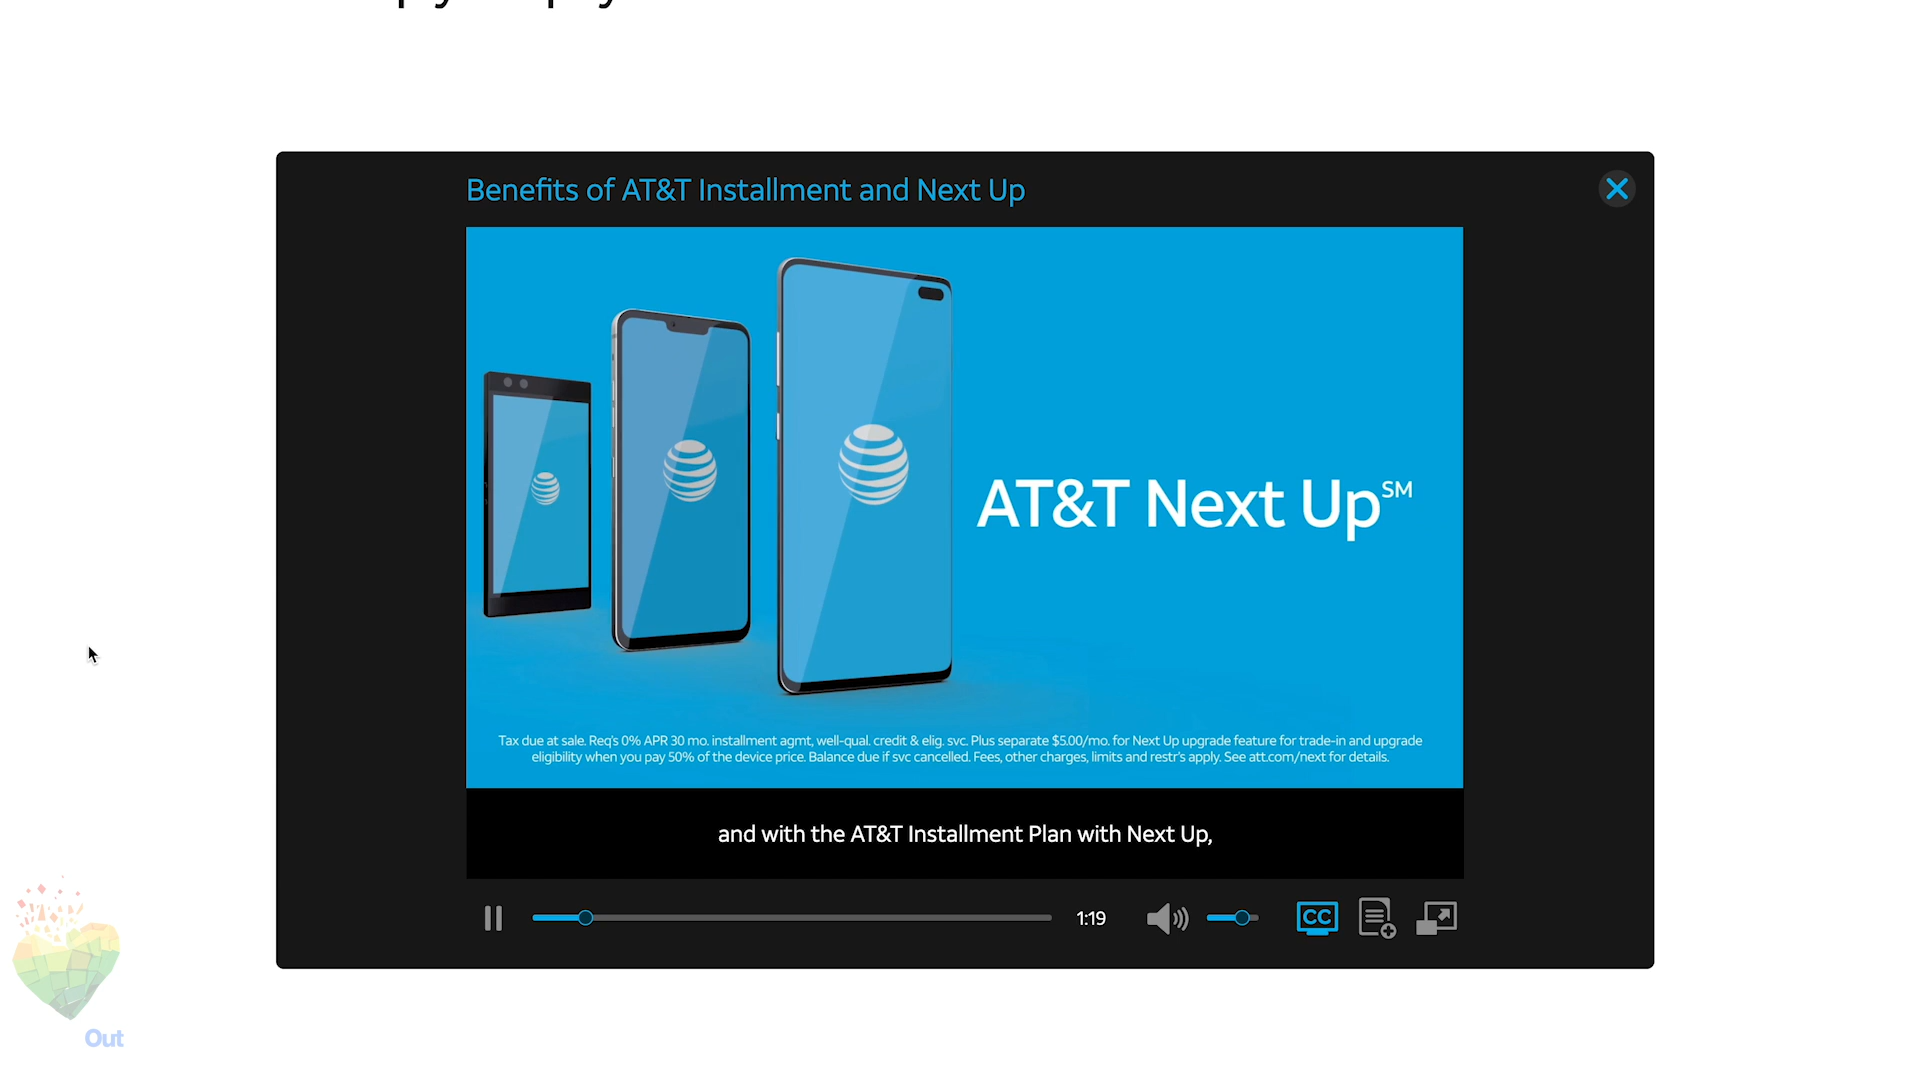 Benefits of AT&T Installment and Next Up
AT&T Next Up℠
Tax due at sale. Req's 0% APR 30 mo. installment agmt, well-qual. credit & elig. svc. Plus separate $5.00/mo. for Next Up upgrade feature for trade-in and upgrade
eligibility when you pay 50% of the device price. Balance due if svc cancelled. Fees, other charges, limits and restr's apply. See att.com/next for details.
and with the AT&T Installment Plan with Next Up,
1:19
CC
Out